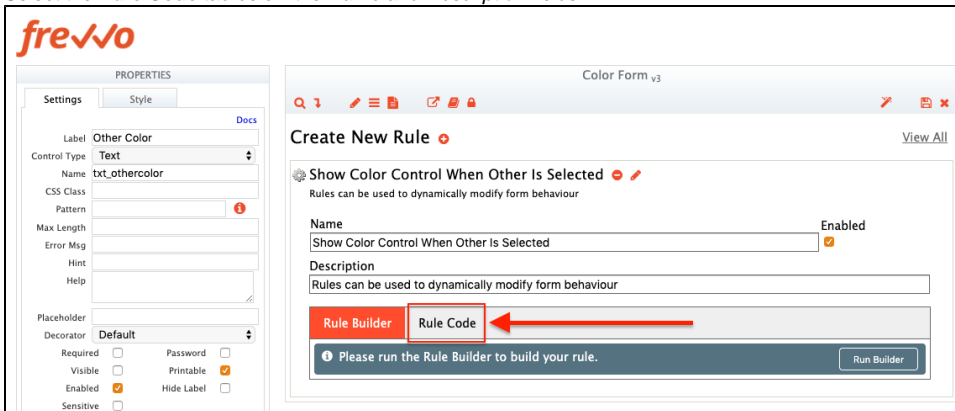 frevvo
PROPERTIES
Settings
Style
Docs
Label Other Color
Control Type Text
Name txt_othercolor
CSS Class
Pattern
Max Length
Error Msg
Hint
Help
Placeholder
Decorator Default
Required Password
Visible Printable
Enabled Hide Label
Sensitive
Color Form v3
Create New Rule
View All
Show Color Control When Other Is Selected
Rules can be used to dynamically modify form behaviour
Name
Enabled
Show Color Control When Other Is Selected
Description
Rules can be used to dynamically modify form behaviour
Rule Builder
Rule Code
Please run the Rule Builder to build your rule.
Run Builder